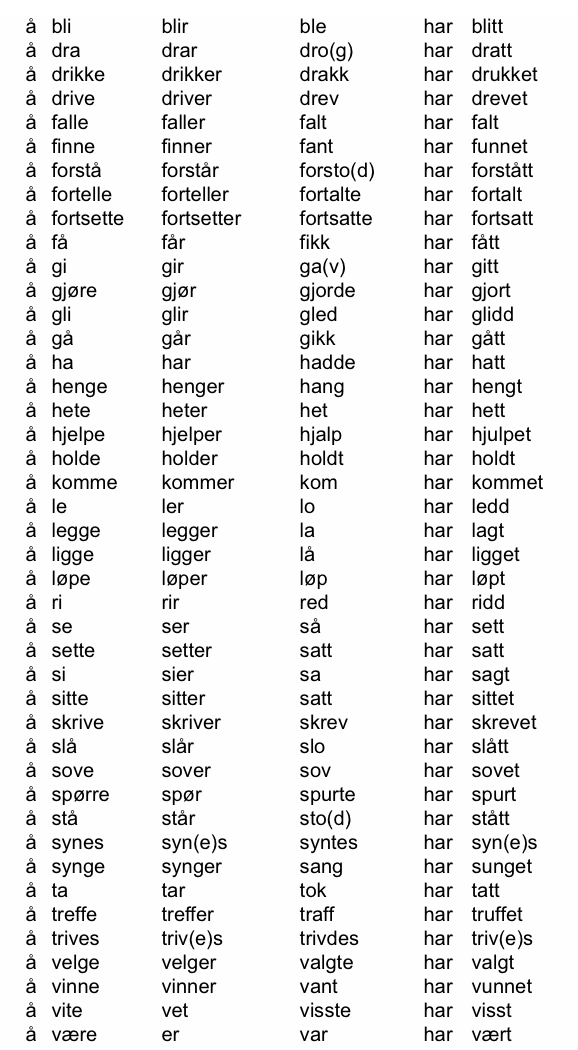 å bli blir ble har blitt
å dra drar dro(g) har dratt
å drikke drikker drakk har drukket
å drive driver drev har drevet
å falle faller falt har falt
å finne finner fant har funnet
å forstå forstår forsto(d) har forstått
å fortelle forteller fortalte har fortalt
å fortsette fortsetter fortsatte har fortsatt
å få får fikk har fått
å gi gir ga(v) har gitt
å gjøre gjør gjorde har gjort
å gli glir gled har glidd
å gå går gikk har gått
å ha har hadde har hatt
å henge henger hang har hengt
å hete heter het har hett
å hjelpe hjelper hjalp har hjulpet
å holde holder holdt har holdt
å komme kommer kom har kommet
å le ler lo har ledd
å legge legger la har lagt
å ligge ligger lå har ligget
å løpe løper løp har løpt
å ri rir red har ridd
å se ser så har sett
å sette setter satt har satt
å si sier sa har sagt
å sitte sitter satt har sittet
å skrive skriver skrev har skrevet
å slå slår slo har slått
å sove sover sov har sovet
å spørre spør spurte har spurt
å stå står sto(d) har stått
å synes syn(e)s syntes har syn(e)s
å synge synger sang har sunget
å ta tar tok har tatt
å treffe treffer traff har truffet
å trives triv(e)s trivdes har triv(e)s
å velge velger valgte har valgt
å vinne vinner vant har vunnet
å vite vet visste har visst
å være er var har vært